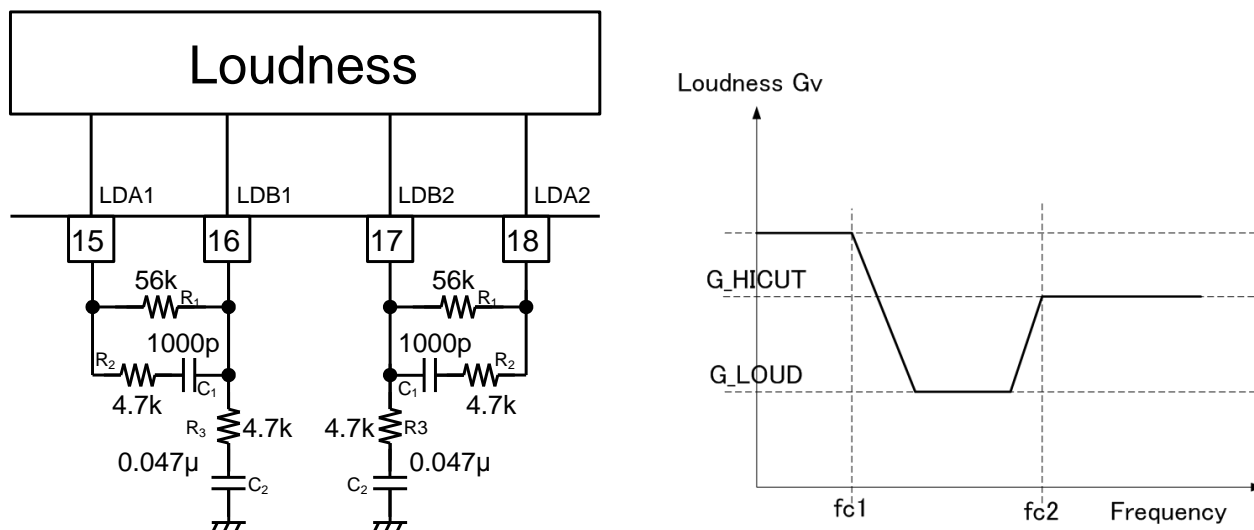 Loudness
LDA1
LDB1
LDB2
LDA2
15
16
17
18
56k
R1
56k
R1
1000p
1000p
R2
C1
C1
R2
4.7k
4.7k
R3
4.7k
4.7k
R3
0.047µ
0.047µ
C2
C2
Loudness Gv
G_HICUT
G_LOUD
fc1
fc2
Frequency